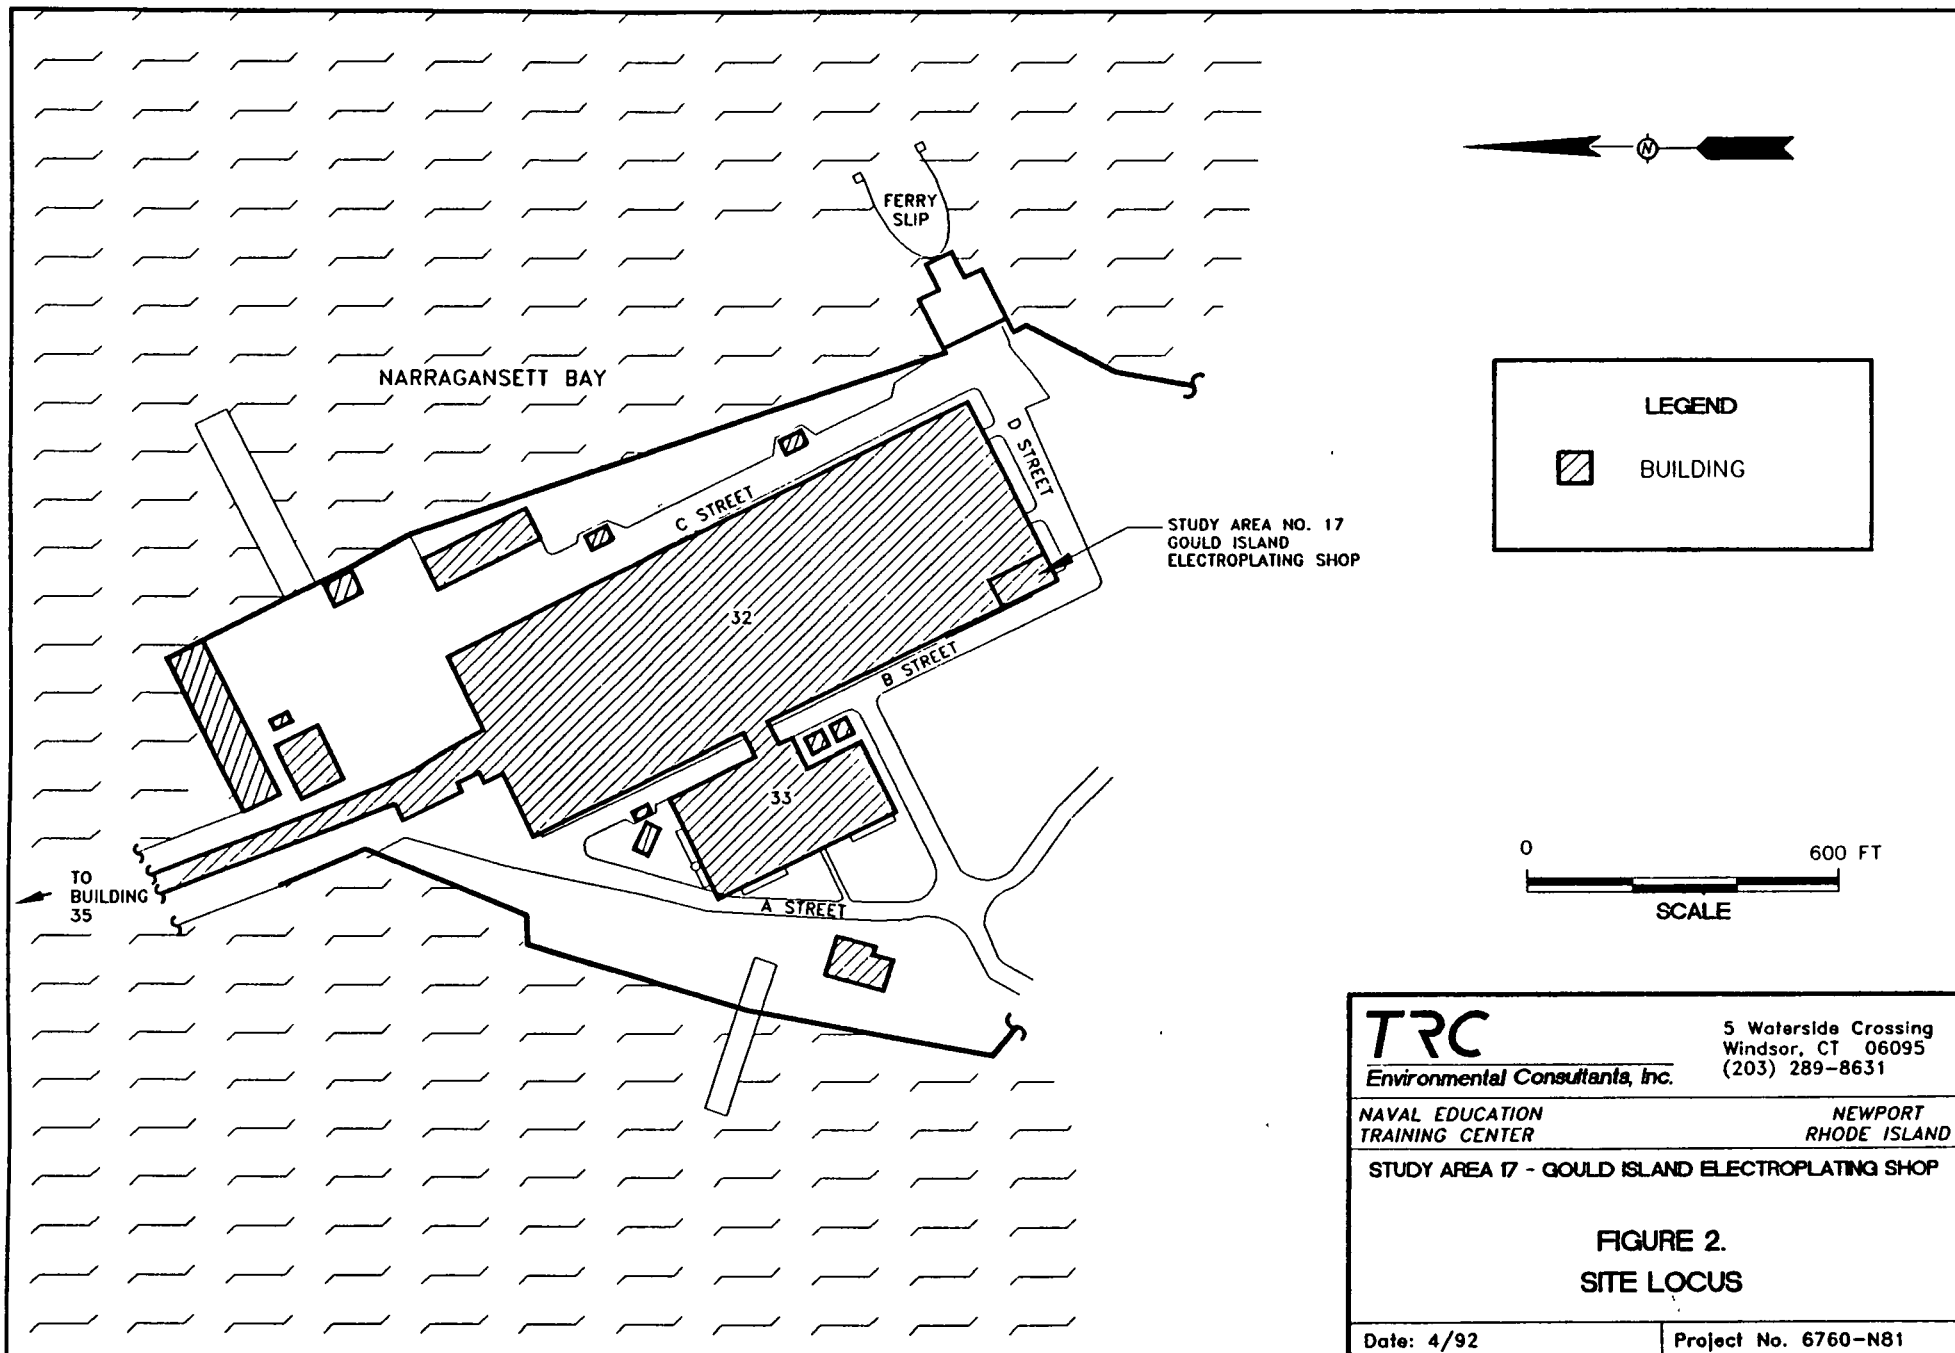 FERRY
SLIP
N
NARRAGANSETT BAY
LEGEND
BUILDING
D STREET
C STREET
STUDY AREA NO. 17
GOULD ISLAND
ELECTROPLATING SHOP
32
B STREET
33
TO
BUILDING
35
A STREET
0 600 FT
SCALE
TRC
Environmental Consultants, Inc.
5 Waterside Crossing
Windsor, CT 06095
(203) 289-8631
NAVAL EDUCATION
TRAINING CENTER
NEWPORT
RHODE ISLAND
STUDY AREA 17 - GOULD ISLAND ELECTROPLATING SHOP
FIGURE 2.
SITE LOCUS
Date: 4/92
Project No. 6760-N81